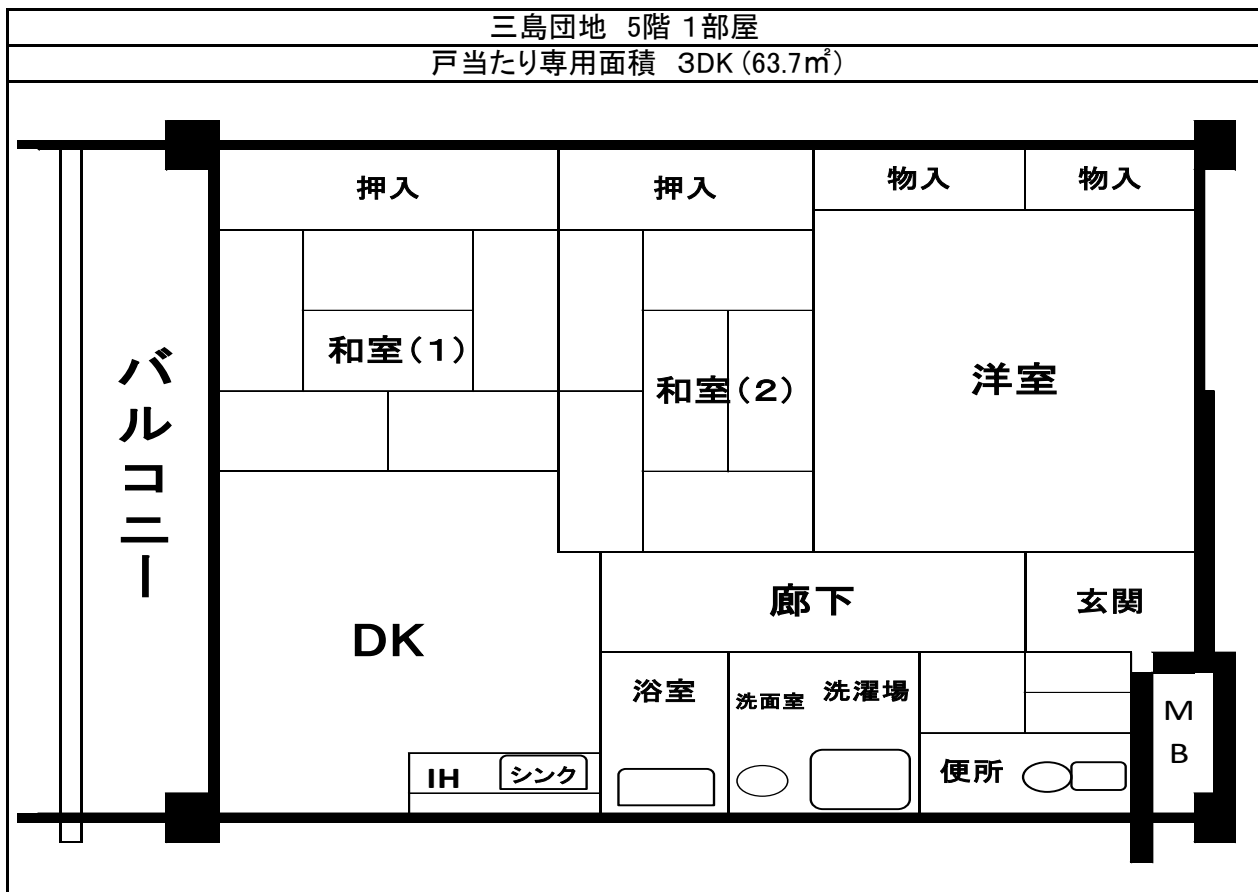 三島団地 5階 1部屋
戸当たり専用面積 3DK (63.7㎡)
押入
押入
物入
物入
和室(1)
和室(2)
洋室
バルコニー
DK
廊下
玄関
浴室
洗面室
洗濯場
IH
シンク
便所
MB